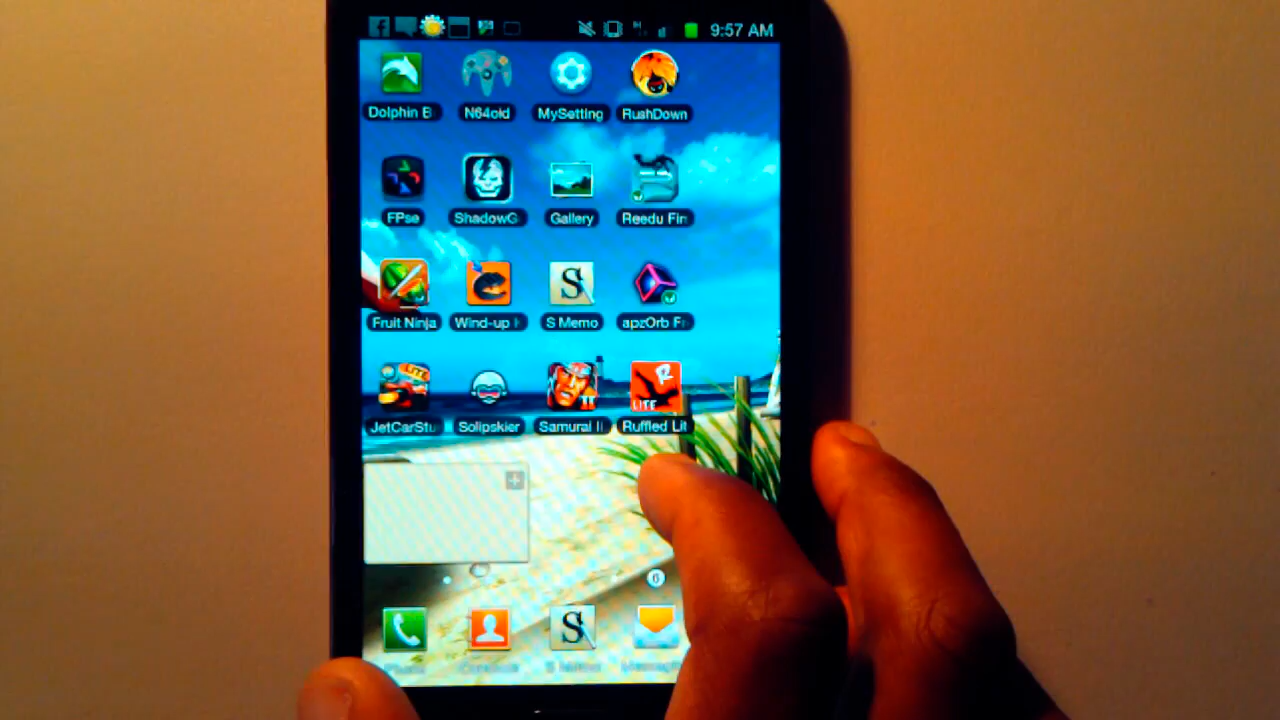 9:57 AM
Dolphin B N64oid MySetting RushDown
FPse ShadowG Gallery Reedu Fin
Fruit Ninja Wind-up S Memo apzOrb Fr
S
LITE
R
LITE
JetCarStu Solipskier Samurai II Ruffled Lit
6
S